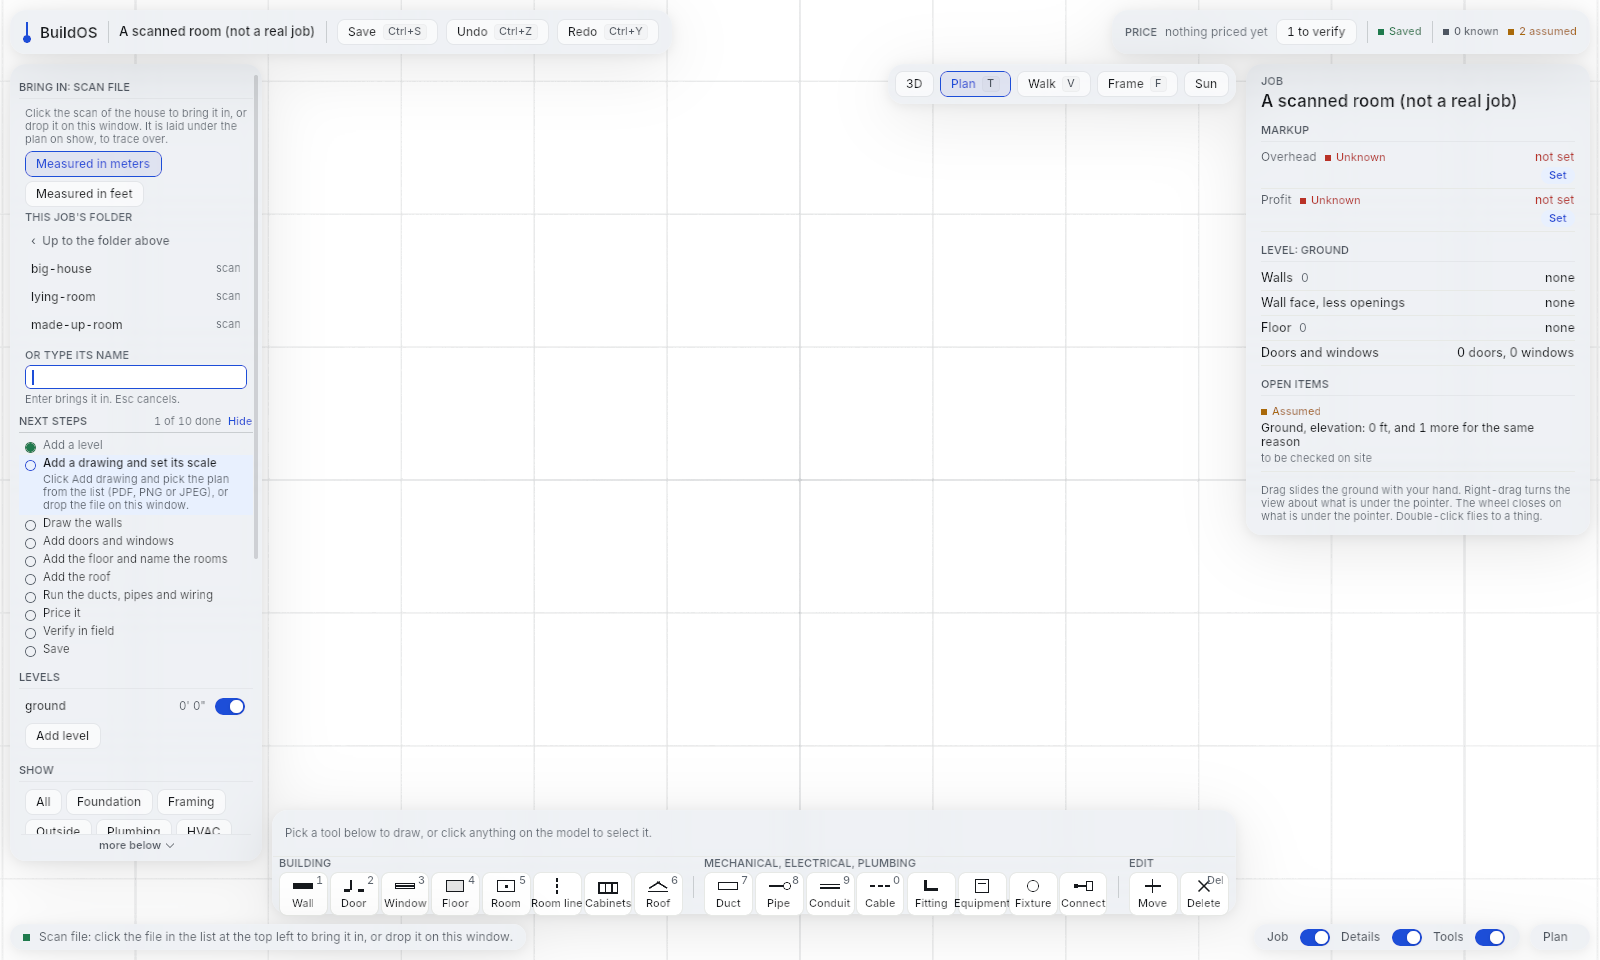 BuildOS
A scanned room (not a real job)
Save Ctrl+S
Undo Ctrl+Z
Redo Ctrl+Y
PRICE nothing priced yet
1 to verify
Saved
0 known
2 assumed
3D
Plan T
Walk V
Frame F
Sun
BRING IN: SCAN FILE
Click the scan of the house to bring it in, or
drop it on this window. It is laid under the
plan on show, to trace over.
Measured in meters
Measured in feet
THIS JOB'S FOLDER
‹ Up to the folder above
big-house scan
lying-room scan
made-up-room scan
OR TYPE ITS NAME
Enter brings it in. Esc cancels.
NEXT STEPS 1 of 10 done Hide
Add a level
Add a drawing and set its scale
Click Add drawing and pick the plan
from the list (PDF, PNG or JPEG), or
drop the file on this window.
Draw the walls
Add doors and windows
Add the floor and name the rooms
Add the roof
Run the ducts, pipes and wiring
Price it
Verify in field
Save
LEVELS
ground 0' 0"
Add level
SHOW
All Foundation Framing
Outside Plumbing HVAC
more below
JOB
A scanned room (not a real job)
MARKUP
Overhead Unknown not set
Set
Profit Unknown not set
Set
LEVEL: GROUND
Walls 0 none
Wall face, less openings none
Floor 0 none
Doors and windows 0 doors, 0 windows
OPEN ITEMS
Assumed
Ground, elevation: 0 ft, and 1 more for the same
reason
to be checked on site
Drag slides the ground with your hand. Right-drag turns the
view about what is under the pointer. The wheel closes on
what is under the pointer. Double-click flies to a thing.
Pick a tool below to draw, or click anything on the model to select it.
BUILDING
1 Wall
2 Door
3 Window
4 Floor
5 Room
Room line
Cabinets
6 Roof
MECHANICAL, ELECTRICAL, PLUMBING
7 Duct
8 Pipe
9 Conduit
0 Cable
Fitting
Equipment
Fixture
Connect
EDIT
Move
Del Delete
Scan file: click the file in the list at the top left to bring it in, or drop it on this window.
Job Details Tools
Plan